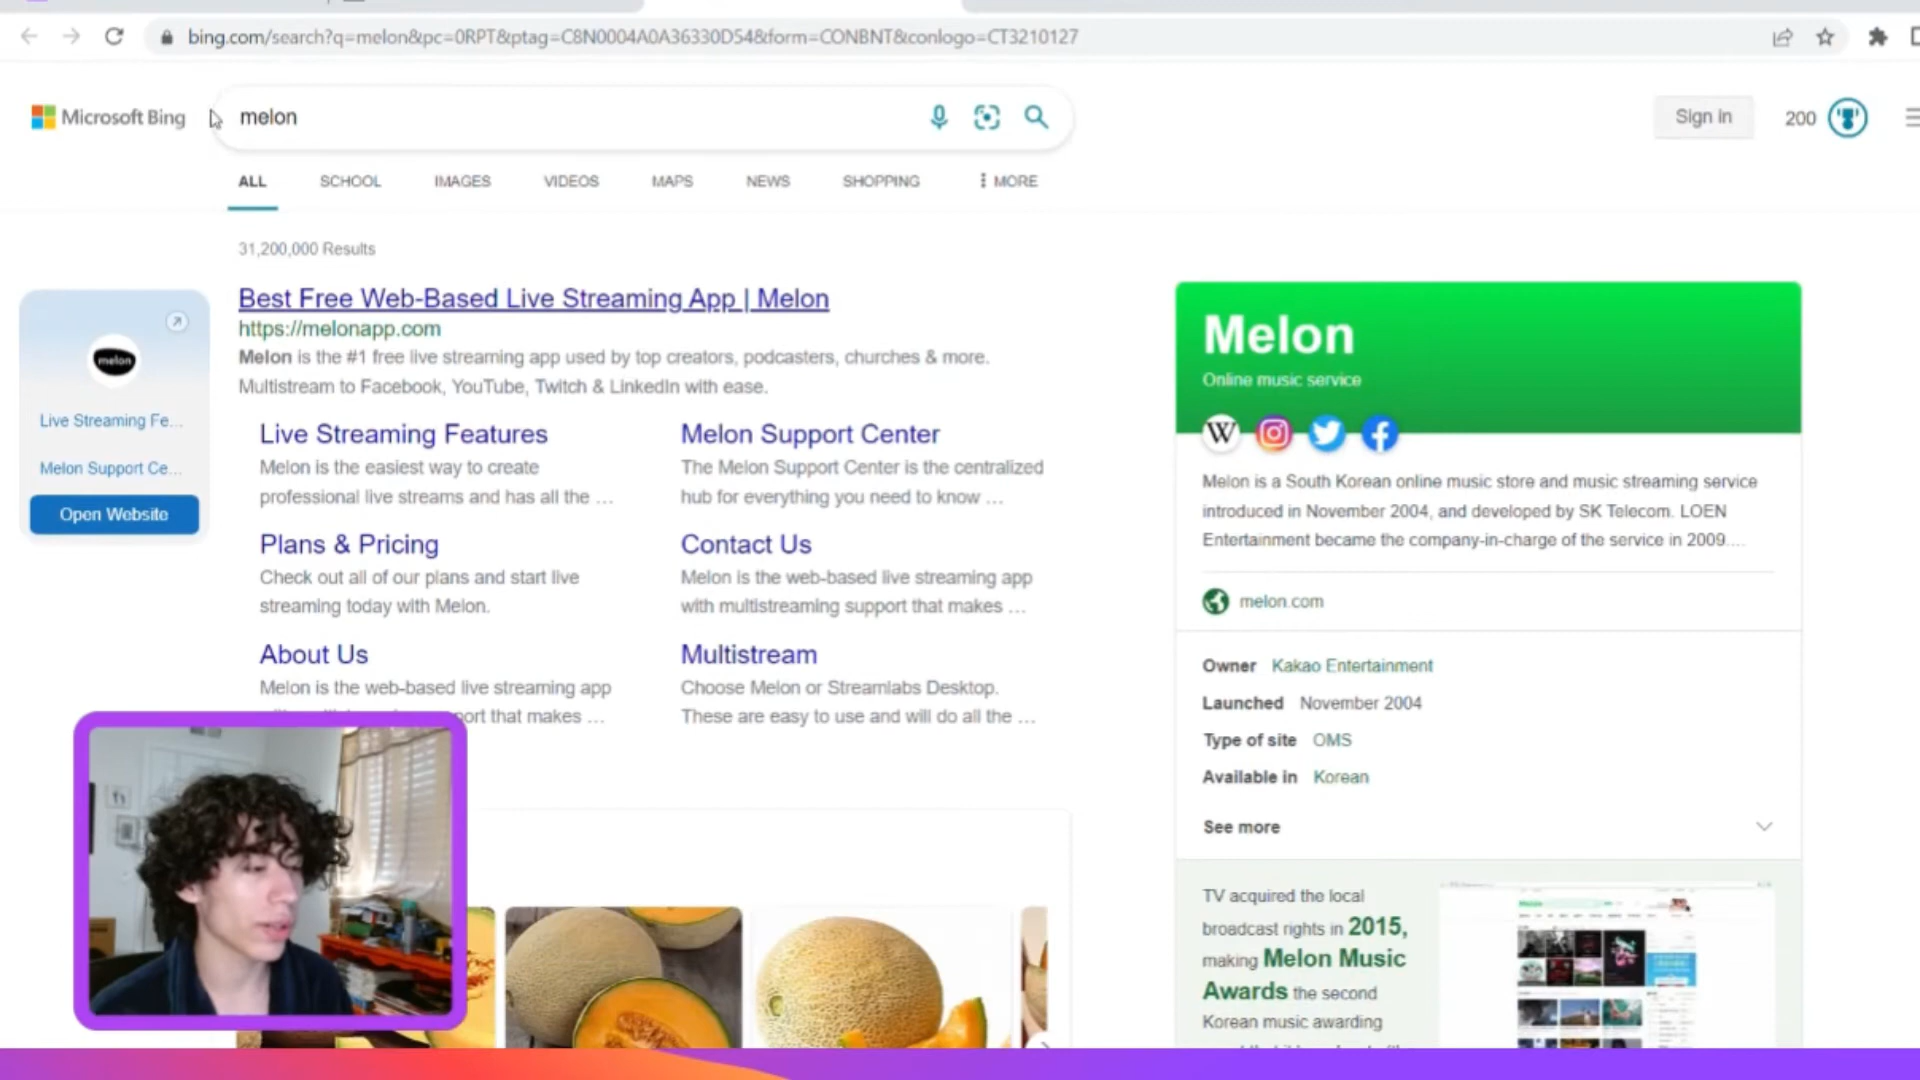 bing.com/search?q=melon&pc=0RPT&ptag=C8N0004A0A36330D54&form=CONBNT&conlogo=CT3210127
Microsoft Bing
melon
Sign in
200
ALL
SCHOOL
IMAGES
VIDEOS
MAPS
NEWS
SHOPPING
MORE
31,200,000 Results
melon
Live Streaming Fe...
Melon Support Ce...
Open Website
Best Free Web-Based Live Streaming App | Melon
https://melonapp.com
Melon is the #1 free live streaming app used by top creators, podcasters, churches & more.
Multistream to Facebook, YouTube, Twitch & LinkedIn with ease.
Live Streaming Features
Melon is the easiest way to create
professional live streams and has all the ...
Melon Support Center
The Melon Support Center is the centralized
hub for everything you need to know ...
Plans & Pricing
Check out all of our plans and start live
streaming today with Melon.
Contact Us
Melon is the web-based live streaming app
with multistreaming support that makes ...
About Us
Melon is the web-based live streaming app
port that makes ...
Multistream
Choose Melon or Streamlabs Desktop.
These are easy to use and will do all the ...
Melon
Online music service
W
Melon is a South Korean online music store and music streaming service
introduced in November 2004, and developed by SK Telecom. LOEN
Entertainment became the company-in-charge of the service in 2009....
melon.com
Owner Kakao Entertainment
Launched November 2004
Type of site OMS
Available in Korean
See more
TV acquired the local
broadcast rights in 2015,
making Melon Music
Awards the second
Korean music awarding